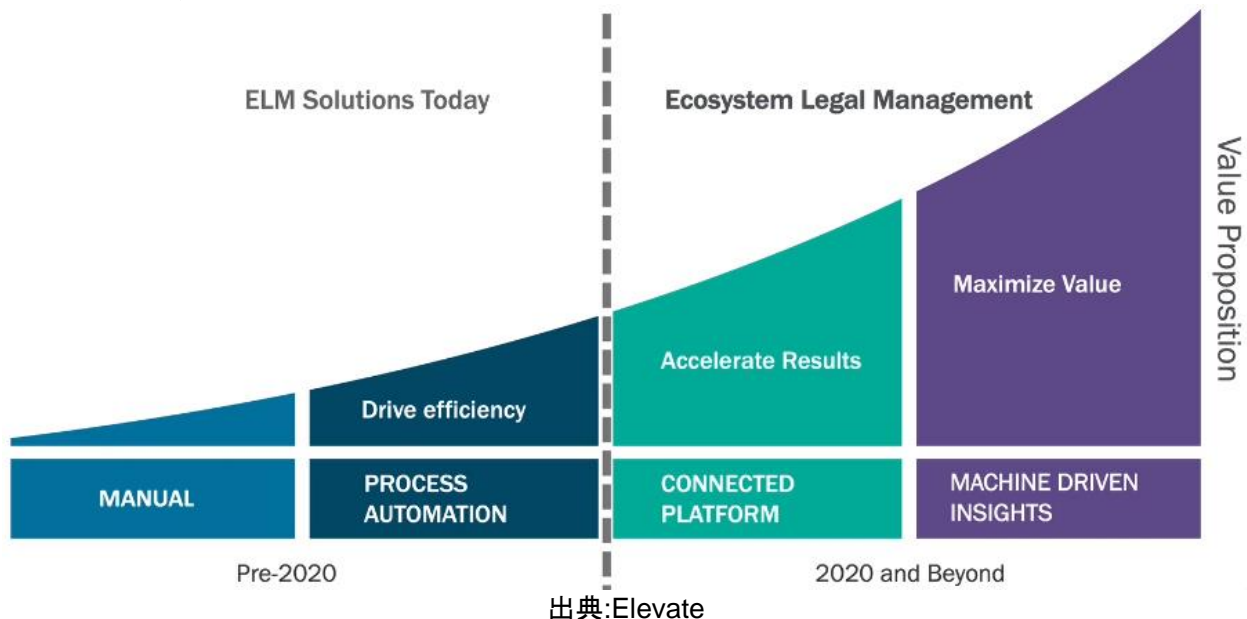 ELM Solutions Today
Ecosystem Legal Management
Value Proposition
Maximize Value
Accelerate Results
Drive efficiency
MANUAL
PROCESS
AUTOMATION
CONNECTED
PLATFORM
MACHINE DRIVEN
INSIGHTS
Pre-2020
2020 and Beyond
出典:Elevate